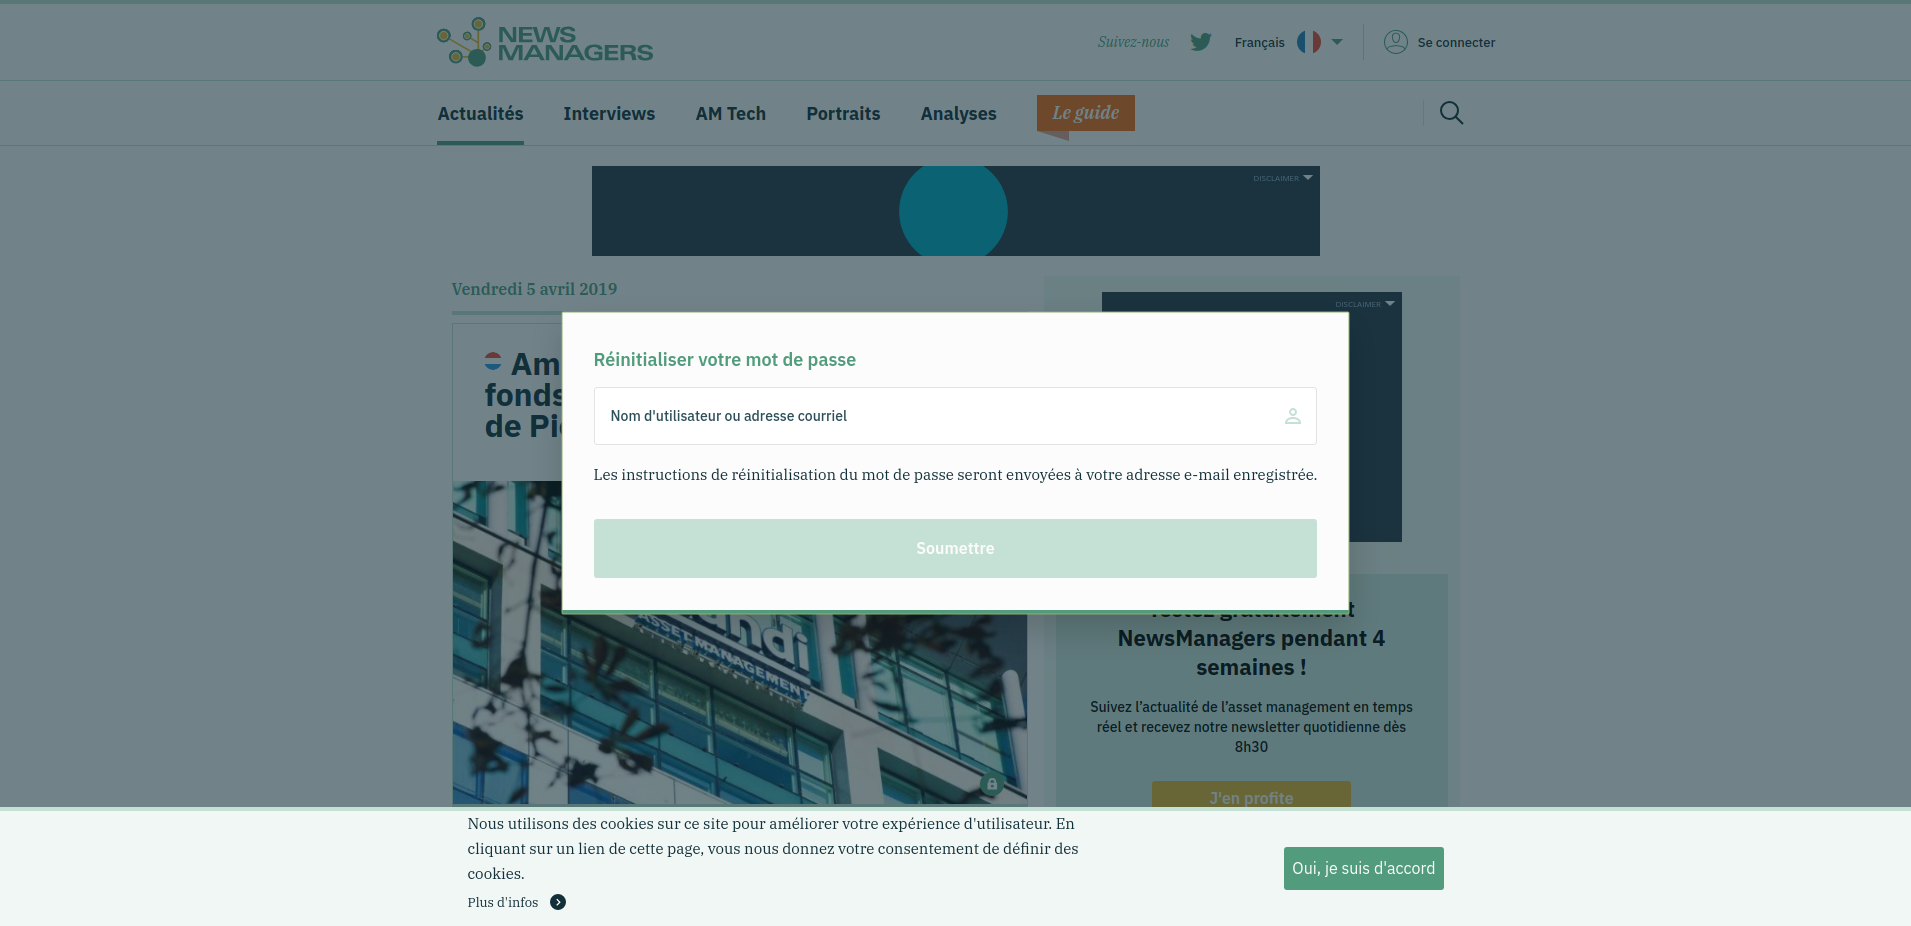 NEWS
MANAGERS
Suivez-nous
Français
Se connecter
Actualités
Interviews
AM Tech
Portraits
Analyses
Le guide
DISCLAIMER
Vendredi 5 avril 2019
DISCLAIMER
Am
fonds
de Pi
Réinitialiser votre mot de passe
Nom d'utilisateur ou adresse courriel
Les instructions de réinitialisation du mot de passe seront envoyées à votre adresse e-mail enregistrée.
Soumettre
ASSET MANAGEMENT
Testez gratuitement
NewsManagers pendant 4
semaines !
Suivez l’actualité de l’asset management en temps
réel et recevez notre newsletter quotidienne dès
8h30
J'en profite
Nous utilisons des cookies sur ce site pour améliorer votre expérience d'utilisateur. En
cliquant sur un lien de cette page, vous nous donnez votre consentement de définir des
cookies.
Plus d'infos
Oui, je suis d'accord